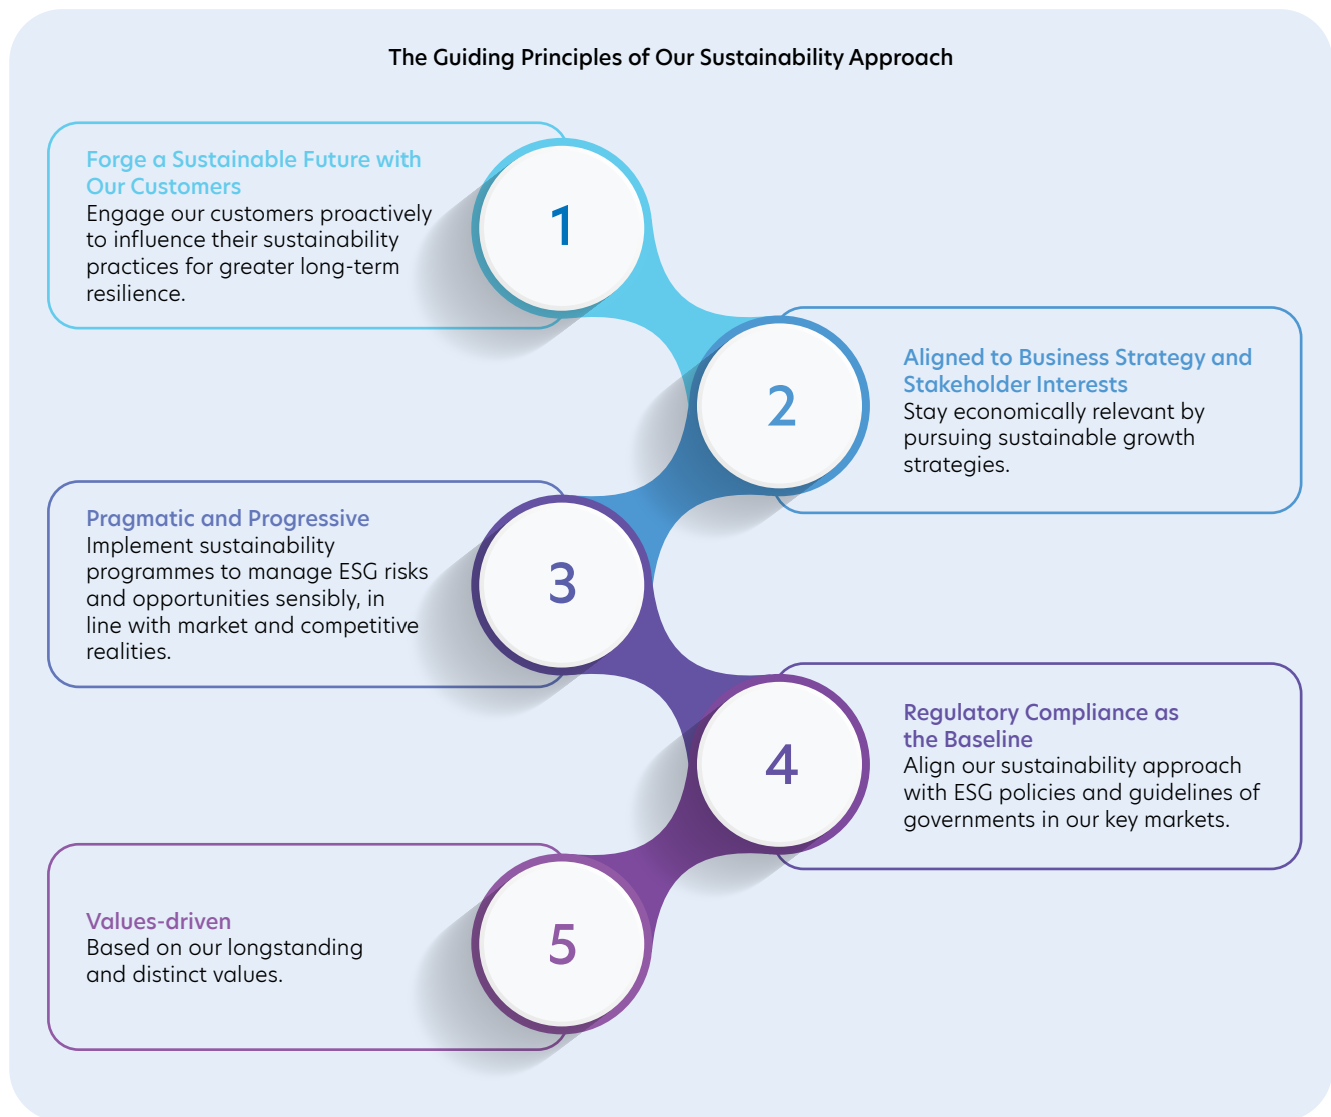 The Guiding Principles of Our Sustainability Approach
Forge a Sustainable Future with
Our Customers
Engage our customers proactively
to influence their sustainability
practices for greater long-term
resilience.
1
2
Aligned to Business Strategy and
Stakeholder Interests
Stay economically relevant by
pursuing sustainable growth
strategies.
Pragmatic and Progressive
Implement sustainability
programmes to manage ESG risks
and opportunities sensibly, in
line with market and competitive
realities.
3
4
Regulatory Compliance as
the Baseline
Align our sustainability approach
with ESG policies and guidelines of
governments in our key markets.
Values-driven
Based on our longstanding
and distinct values.
5